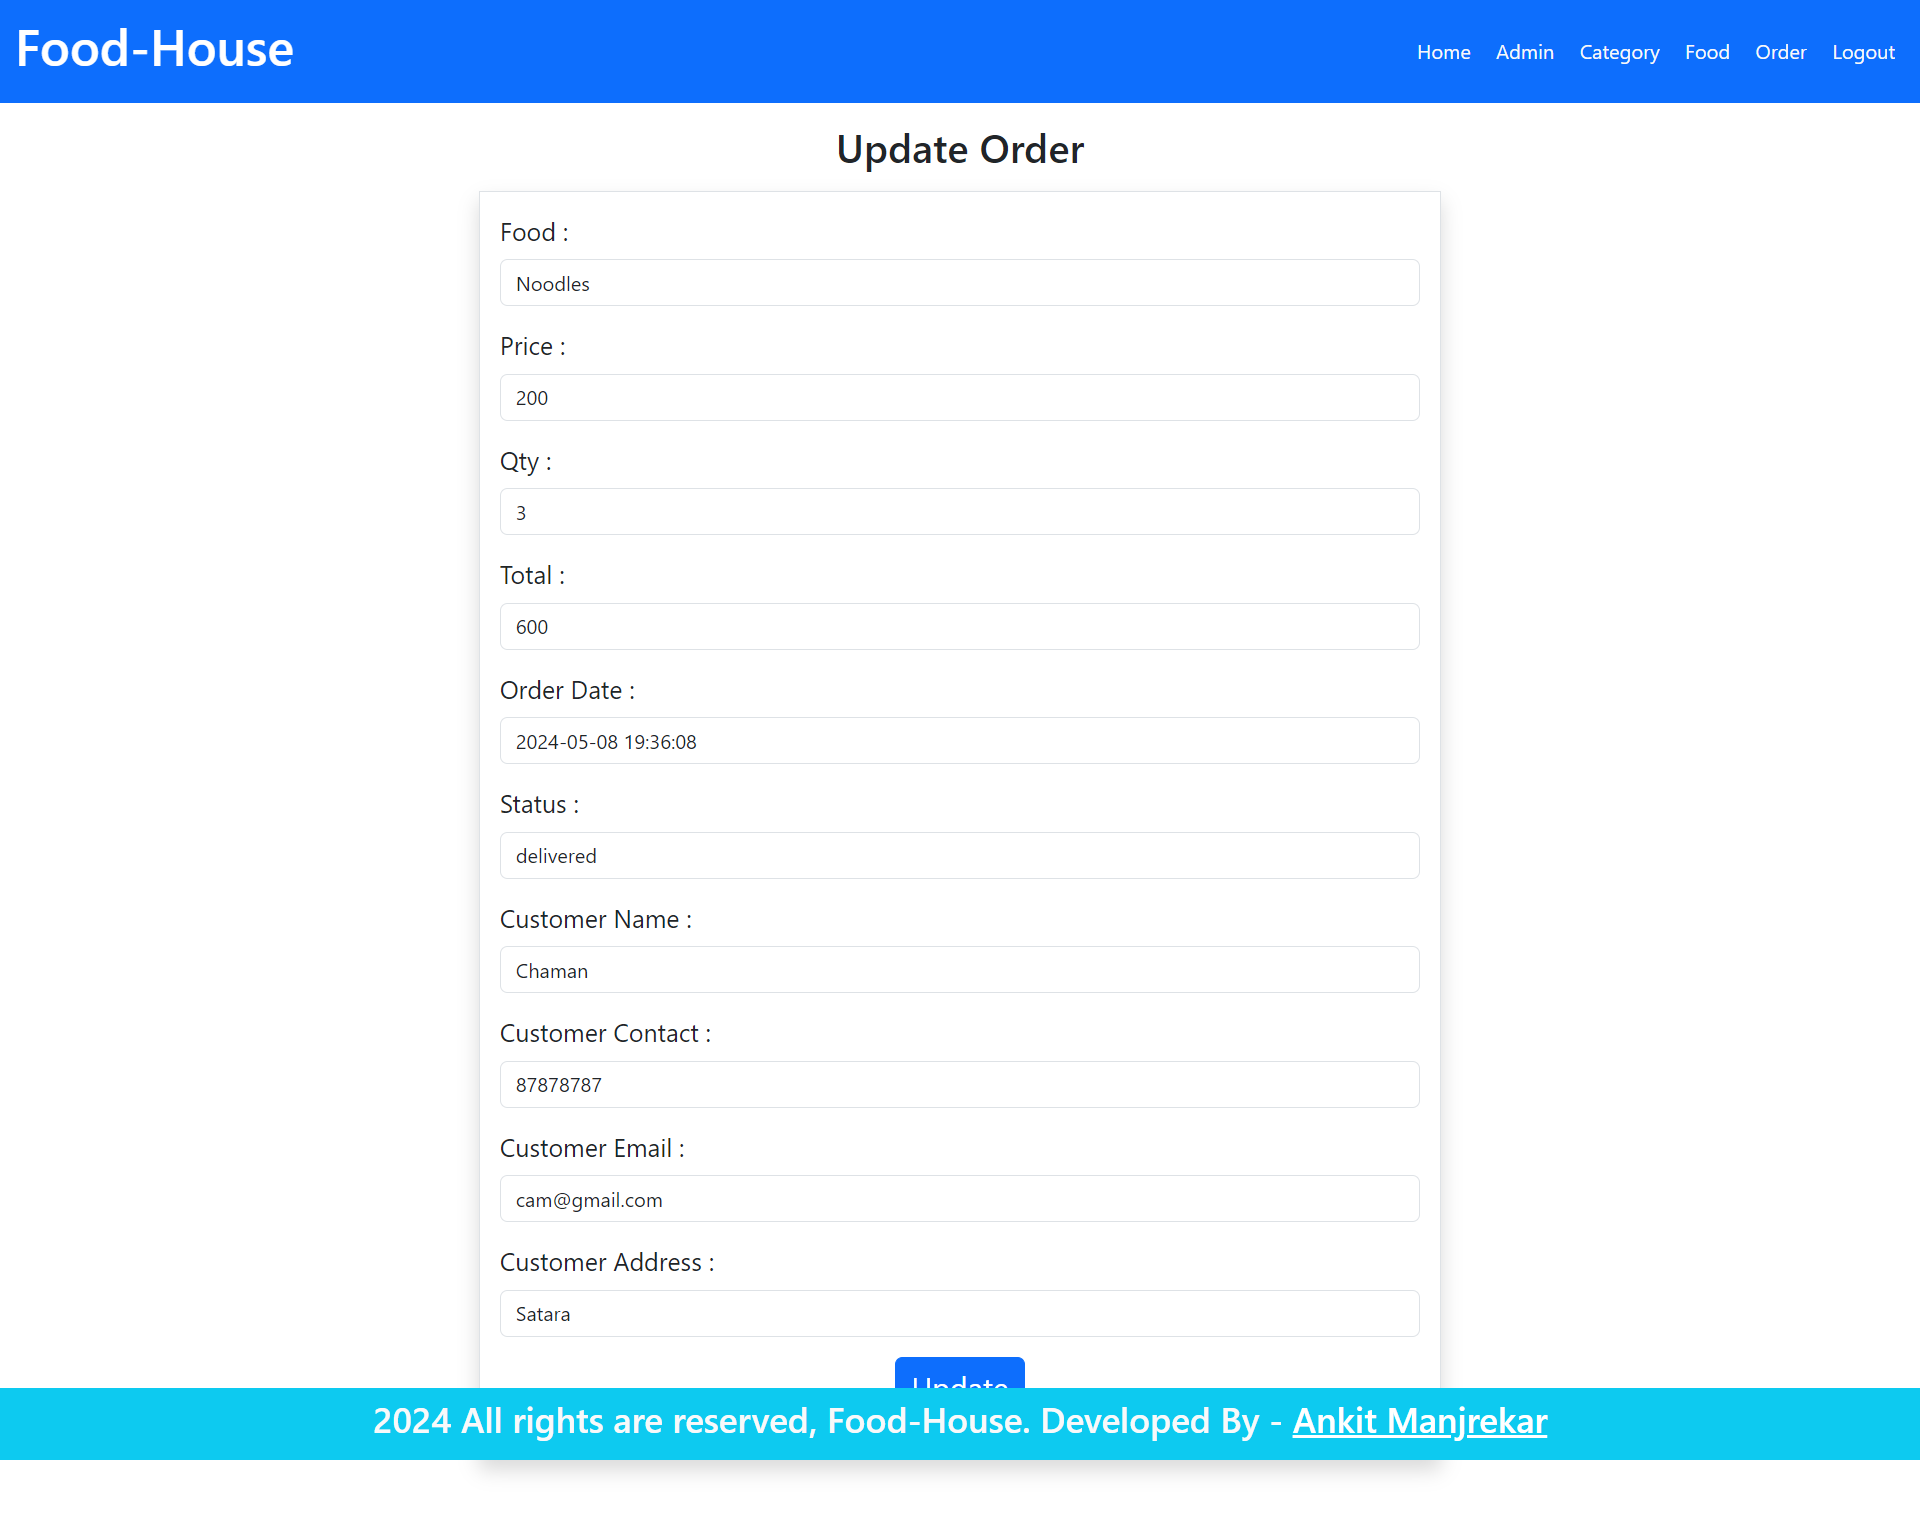 Food-House
Home Admin Category Food Order Logout
Update Order
Food :
Noodles
Price :
200
Qty :
3
Total :
600
Order Date :
2024-05-08 19:36:08
Status :
delivered
Customer Name :
Chaman
Customer Contact :
87878787
Customer Email :
cam@gmail.com
Customer Address :
Satara
Update
2024 All rights are reserved, Food-House. Developed By - Ankit Manjrekar